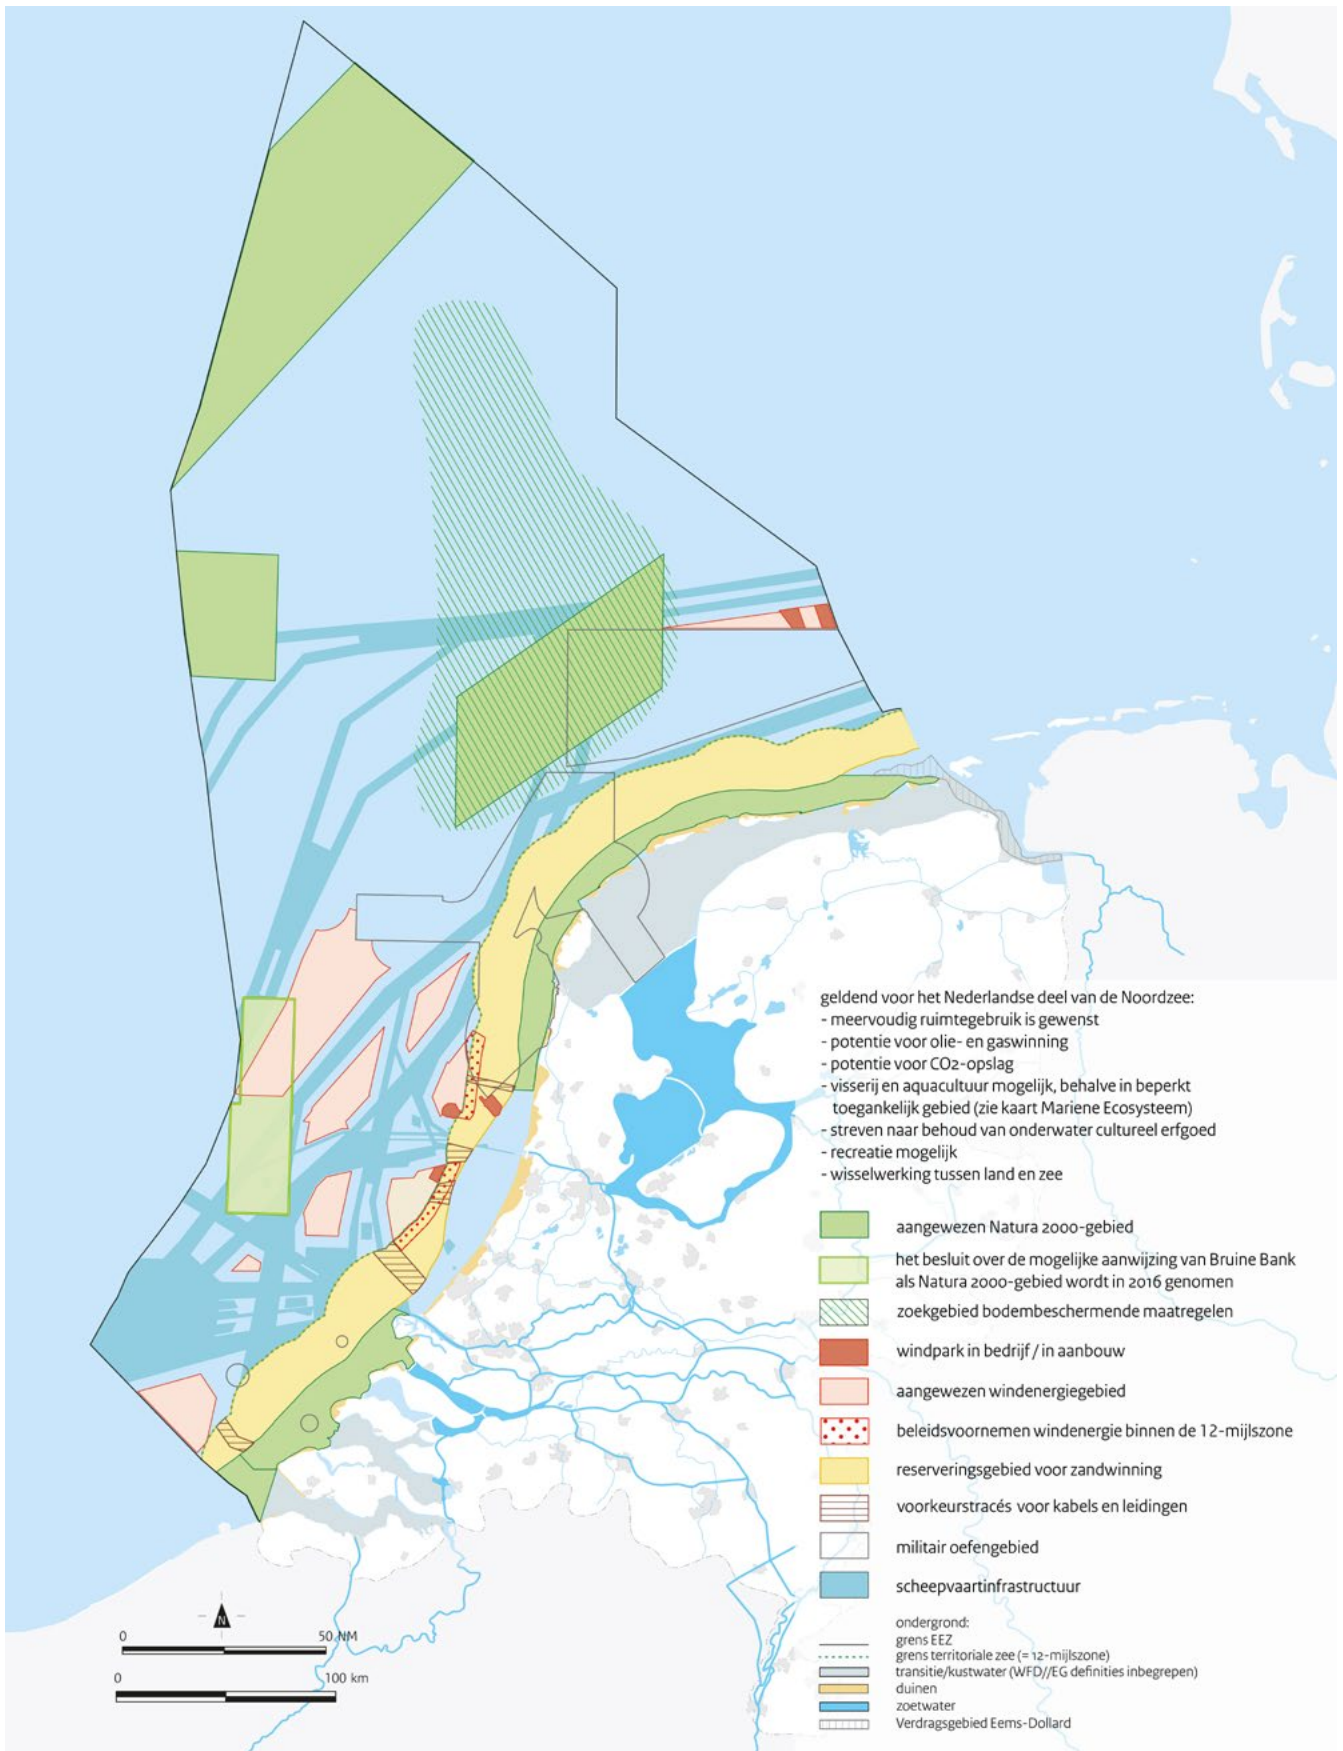 geldend voor het Nederlandse deel van de Noordzee:
- meervoudig ruimtegebruik is gewenst
- potentie voor olie- en gaswinning
- potentie voor CO2-opslag
- visserij en aquacultuur mogelijk, behalve in beperkt
toegankelijk gebied (zie kaart Mariene Ecosysteem)
- streven naar behoud van onderwater cultureel erfgoed
- recreatie mogelijk
- wisselwerking tussen land en zee
aangewezen Natura 2000-gebied
het besluit over de mogelijke aanwijzing van Bruine Bank
als Natura 2000-gebied wordt in 2016 genomen
zoekgebied bodembeschermende maatregelen
windpark in bedrijf / in aanbouw
aangewezen windenergiegebied
beleidsvoornemen windenergie binnen de 12-mijlszone
reserveringsgebied voor zandwinning
voorkeurstracés voor kabels en leidingen
militair oefengebied
scheepvaartinfrastructuur
ondergrond:
grens EEZ
grens territoriale zee (= 12-mijlszone)
transitie/kustwater (WFD//EG definities inbegrepen)
duinen
zoetwater
Verdragsgebied Eems-Dollard
N
0 50 NM
0 100 km